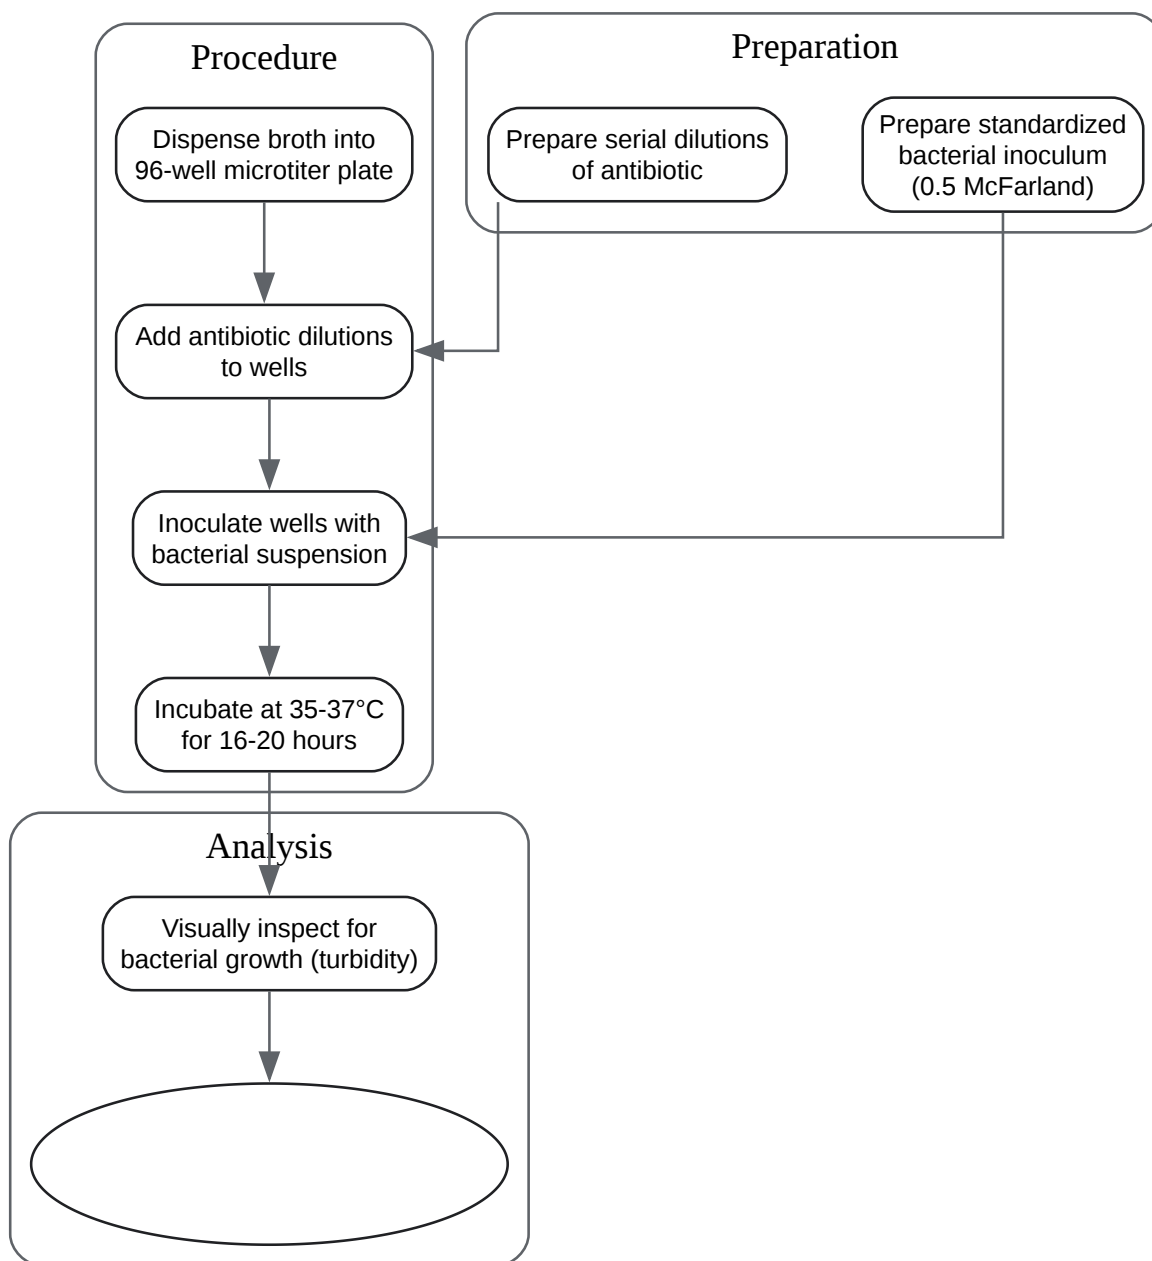 Procedure
Dispense broth into
96-well microtiter plate
Add antibiotic dilutions
to wells
Inoculate wells with
bacterial suspension
Incubate at 35-37°C
for 16-20 hours
Preparation
Prepare serial dilutions
of antibiotic
Prepare standardized
bacterial inoculum
(0.5 McFarland)
Analysis
Visually inspect for
bacterial growth (turbidity)